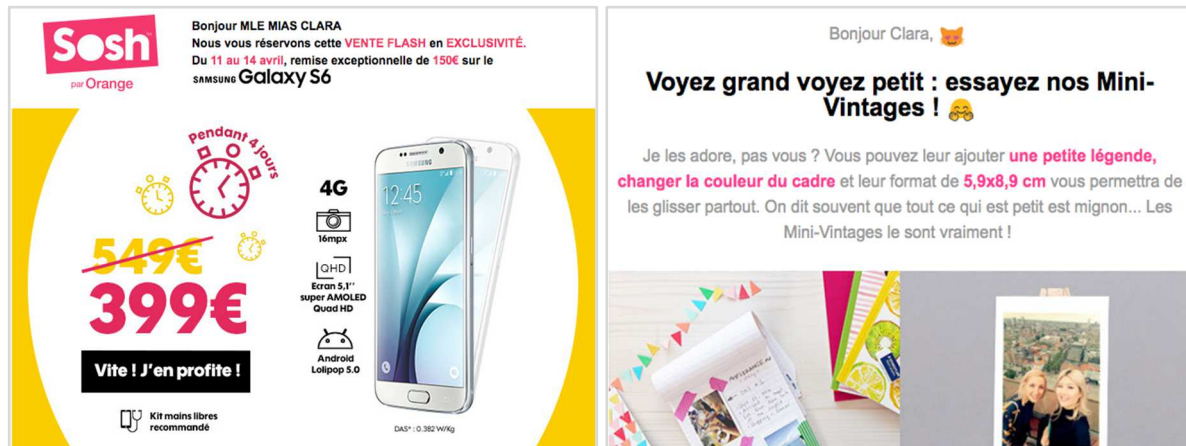 Sosh
par Orange
Bonjour MLE MIAS CLARA
Nous vous réservons cette VENTE FLASH en EXCLUSIVITÉ.
Du 11 au 14 avril, remise exceptionnelle de 150€ sur le
SAMSUNG Galaxy S6
Pendant 4 jours
549€
399€
Vite ! J'en profite !
Kit mains libres
recommandé
4G
16mpx
QHD
Ecran 5,1''
super AMOLED
Quad HD
Android
Lolipop 5.0
SAMSUNG
12:45
DAS* : 0.382 W/Kg
Bonjour Clara,
Voyez grand voyez petit : essayez nos Mini-
Vintages !
Je les adore, pas vous ? Vous pouvez leur ajouter une petite légende,
changer la couleur du cadre et leur format de 5,9x8,9 cm vous permettra de
les glisser partout. On dit souvent que tout ce qui est petit est mignon... Les
Mini-Vintages le sont vraiment !